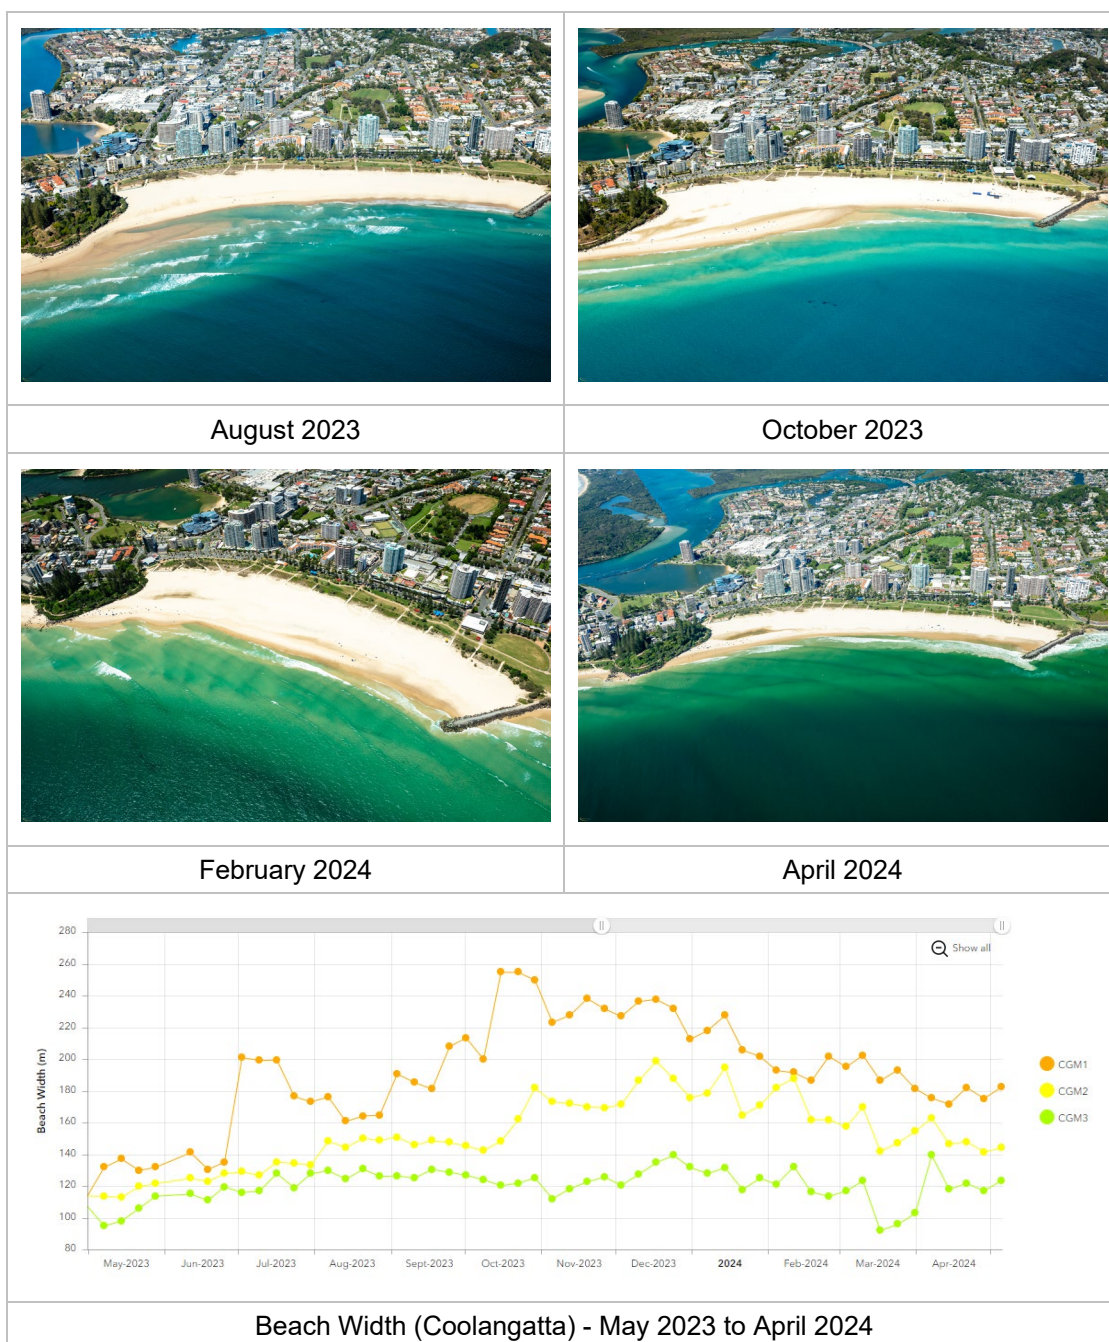 August 2023
October 2023
February 2024
April 2024
280
260
240
220
200
180
160
140
120
100
80
Beach Width (m)
Show all
CGM1
CGM2
CGM3
May-2023
Jun-2023
Jul-2023
Aug-2023
Sept-2023
Oct-2023
Nov-2023
Dec-2023
2024
Feb-2024
Mar-2024
Apr-2024
Beach Width (Coolangatta) - May 2023 to April 2024